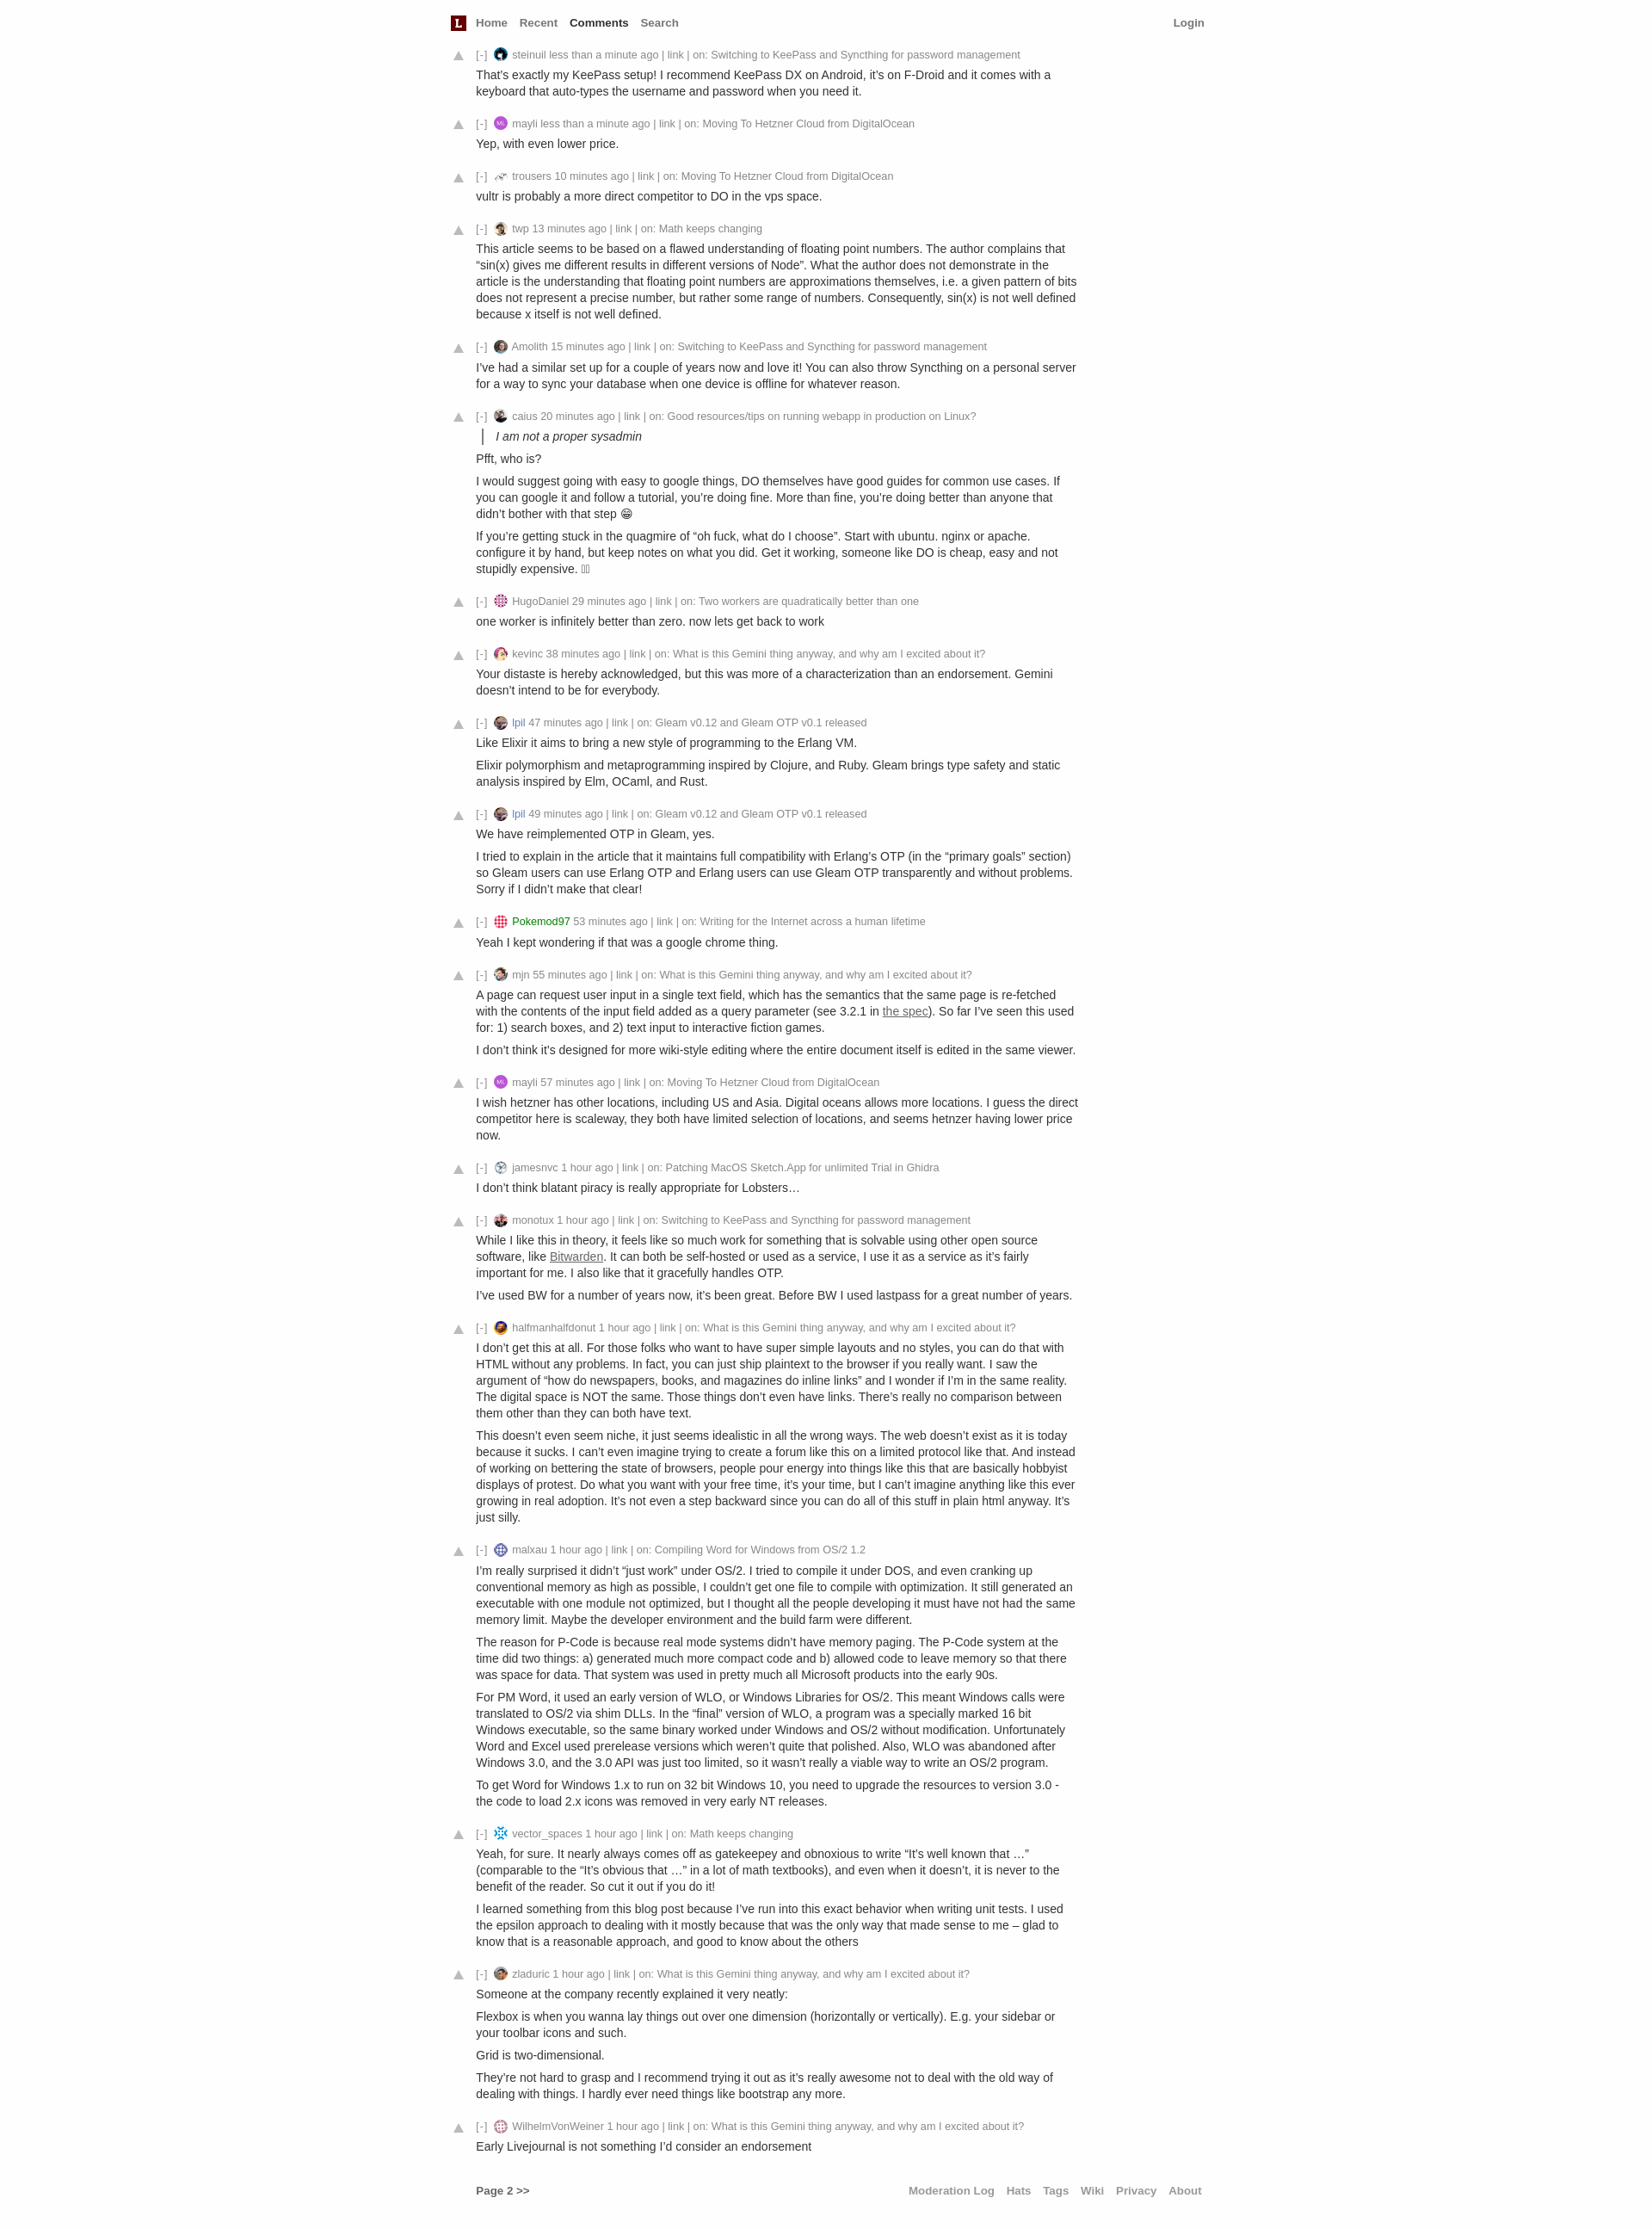 L Home Recent Comments Search Login
[-] steinuil less than a minute ago | link | on: Switching to KeePass and Syncthing for password management
That’s exactly my KeePass setup! I recommend KeePass DX on Android, it’s on F-Droid and it comes with a
keyboard that auto-types the username and password when you need it.
[-] mayli less than a minute ago | link | on: Moving To Hetzner Cloud from DigitalOcean
Yep, with even lower price.
[-] trousers 10 minutes ago | link | on: Moving To Hetzner Cloud from DigitalOcean
vultr is probably a more direct competitor to DO in the vps space.
[-] twp 13 minutes ago | link | on: Math keeps changing
This article seems to be based on a flawed understanding of floating point numbers. The author complains that
“sin(x) gives me different results in different versions of Node”. What the author does not demonstrate in the
article is the understanding that floating point numbers are approximations themselves, i.e. a given pattern of bits
does not represent a precise number, but rather some range of numbers. Consequently, sin(x) is not well defined
because x itself is not well defined.
[-] Amolith 15 minutes ago | link | on: Switching to KeePass and Syncthing for password management
I’ve had a similar set up for a couple of years now and love it! You can also throw Syncthing on a personal server
for a way to sync your database when one device is offline for whatever reason.
[-] caius 20 minutes ago | link | on: Good resources/tips on running webapp in production on Linux?
I am not a proper sysadmin
Pfft, who is?
I would suggest going with easy to google things, DO themselves have good guides for common use cases. If
you can google it and follow a tutorial, you’re doing fine. More than fine, you’re doing better than anyone that
didn’t bother with that step 😁
If you’re getting stuck in the quagmire of “oh fuck, what do I choose”. Start with ubuntu. nginx or apache.
configure it by hand, but keep notes on what you did. Get it working, someone like DO is cheap, easy and not
stupidly expensive.
[-] HugoDaniel 29 minutes ago | link | on: Two workers are quadratically better than one
one worker is infinitely better than zero. now lets get back to work
[-] kevinc 38 minutes ago | link | on: What is this Gemini thing anyway, and why am I excited about it?
Your distaste is hereby acknowledged, but this was more of a characterization than an endorsement. Gemini
doesn’t intend to be for everybody.
[-] lpil 47 minutes ago | link | on: Gleam v0.12 and Gleam OTP v0.1 released
Like Elixir it aims to bring a new style of programming to the Erlang VM.
Elixir polymorphism and metaprogramming inspired by Clojure, and Ruby. Gleam brings type safety and static
analysis inspired by Elm, OCaml, and Rust.
[-] lpil 49 minutes ago | link | on: Gleam v0.12 and Gleam OTP v0.1 released
We have reimplemented OTP in Gleam, yes.
I tried to explain in the article that it maintains full compatibility with Erlang’s OTP (in the “primary goals” section)
so Gleam users can use Erlang OTP and Erlang users can use Gleam OTP transparently and without problems.
Sorry if I didn’t make that clear!
[-] Pokemod97 53 minutes ago | link | on: Writing for the Internet across a human lifetime
Yeah I kept wondering if that was a google chrome thing.
[-] mjn 55 minutes ago | link | on: What is this Gemini thing anyway, and why am I excited about it?
A page can request user input in a single text field, which has the semantics that the same page is re-fetched
with the contents of the input field added as a query parameter (see 3.2.1 in the spec). So far I’ve seen this used
for: 1) search boxes, and 2) text input to interactive fiction games.
I don’t think it’s designed for more wiki-style editing where the entire document itself is edited in the same viewer.
[-] mayli 57 minutes ago | link | on: Moving To Hetzner Cloud from DigitalOcean
I wish hetzner has other locations, including US and Asia. Digital oceans allows more locations. I guess the direct
competitor here is scaleway, they both have limited selection of locations, and seems hetnzer having lower price
now.
[-] jamesnvc 1 hour ago | link | on: Patching MacOS Sketch.App for unlimited Trial in Ghidra
I don’t think blatant piracy is really appropriate for Lobsters…
[-] monotux 1 hour ago | link | on: Switching to KeePass and Syncthing for password management
While I like this in theory, it feels like so much work for something that is solvable using other open source
software, like Bitwarden. It can both be self-hosted or used as a service, I use it as a service as it’s fairly
important for me. I also like that it gracefully handles OTP.
I’ve used BW for a number of years now, it’s been great. Before BW I used lastpass for a great number of years.
[-] halfmanhalfdonut 1 hour ago | link | on: What is this Gemini thing anyway, and why am I excited about it?
I don’t get this at all. For those folks who want to have super simple layouts and no styles, you can do that with
HTML without any problems. In fact, you can just ship plaintext to the browser if you really want. I saw the
argument of “how do newspapers, books, and magazines do inline links” and I wonder if I’m in the same reality.
The digital space is NOT the same. Those things don’t even have links. There’s really no comparison between
them other than they can both have text.
This doesn’t even seem niche, it just seems idealistic in all the wrong ways. The web doesn’t exist as it is today
because it sucks. I can’t even imagine trying to create a forum like this on a limited protocol like that. And instead
of working on bettering the state of browsers, people pour energy into things like this that are basically hobbyist
displays of protest. Do what you want with your free time, it’s your time, but I can’t imagine anything like this ever
growing in real adoption. It’s not even a step backward since you can do all of this stuff in plain html anyway. It’s
just silly.
[-] malxau 1 hour ago | link | on: Compiling Word for Windows from OS/2 1.2
I’m really surprised it didn’t “just work” under OS/2. I tried to compile it under DOS, and even cranking up
conventional memory as high as possible, I couldn’t get one file to compile with optimization. It still generated an
executable with one module not optimized, but I thought all the people developing it must have not had the same
memory limit. Maybe the developer environment and the build farm were different.
The reason for P-Code is because real mode systems didn’t have memory paging. The P-Code system at the
time did two things: a) generated much more compact code and b) allowed code to leave memory so that there
was space for data. That system was used in pretty much all Microsoft products into the early 90s.
For PM Word, it used an early version of WLO, or Windows Libraries for OS/2. This meant Windows calls were
translated to OS/2 via shim DLLs. In the “final” version of WLO, a program was a specially marked 16 bit
Windows executable, so the same binary worked under Windows and OS/2 without modification. Unfortunately
Word and Excel used prerelease versions which weren’t quite that polished. Also, WLO was abandoned after
Windows 3.0, and the 3.0 API was just too limited, so it wasn’t really a viable way to write an OS/2 program.
To get Word for Windows 1.x to run on 32 bit Windows 10, you need to upgrade the resources to version 3.0 -
the code to load 2.x icons was removed in very early NT releases.
[-] vector_spaces 1 hour ago | link | on: Math keeps changing
Yeah, for sure. It nearly always comes off as gatekeepey and obnoxious to write “It’s well known that …”
(comparable to the “It’s obvious that …” in a lot of math textbooks), and even when it doesn’t, it is never to the
benefit of the reader. So cut it out if you do it!
I learned something from this blog post because I’ve run into this exact behavior when writing unit tests. I used
the epsilon approach to dealing with it mostly because that was the only way that made sense to me – glad to
know that is a reasonable approach, and good to know about the others
[-] zladuric 1 hour ago | link | on: What is this Gemini thing anyway, and why am I excited about it?
Someone at the company recently explained it very neatly:
Flexbox is when you wanna lay things out over one dimension (horizontally or vertically). E.g. your sidebar or
your toolbar icons and such.
Grid is two-dimensional.
They’re not hard to grasp and I recommend trying it out as it’s really awesome not to deal with the old way of
dealing with things. I hardly ever need things like bootstrap any more.
[-] WilhelmVonWeiner 1 hour ago | link | on: What is this Gemini thing anyway, and why am I excited about it?
Early Livejournal is not something I’d consider an endorsement
Page 2 >> Moderation Log Hats Tags Wiki Privacy About